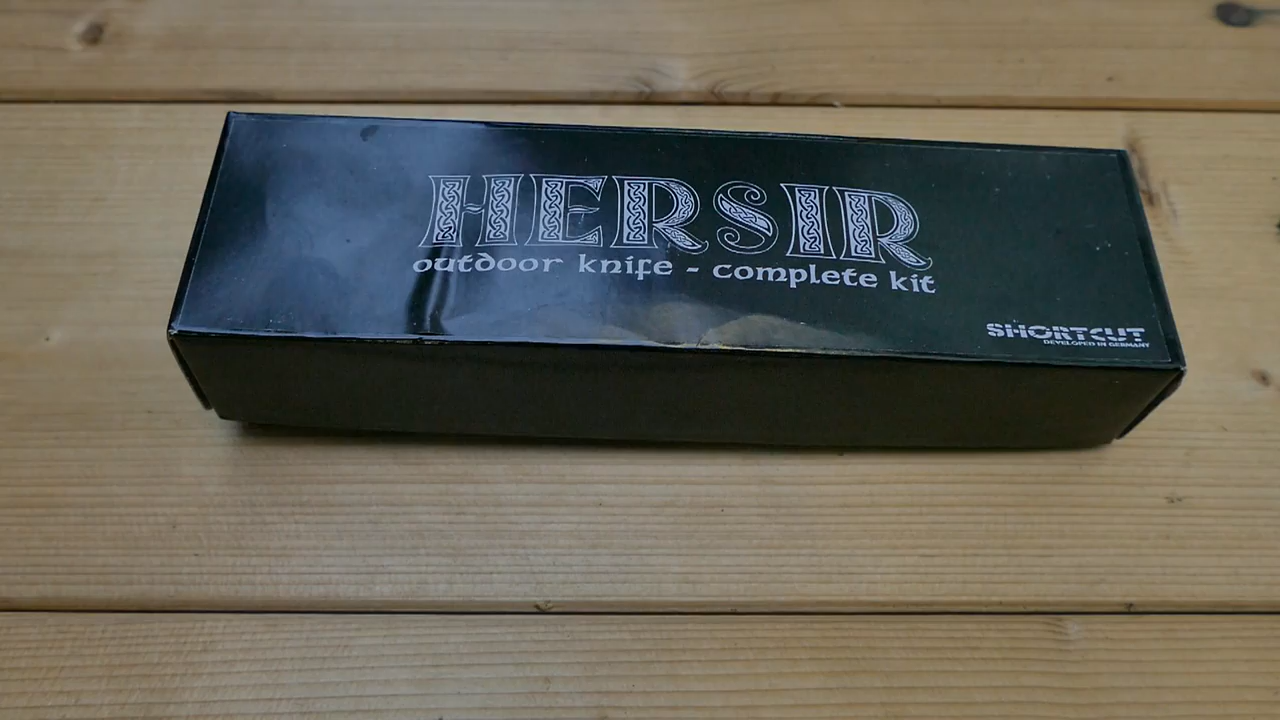 HERSIR
outdoor knife - complete kit
SHORTCUT
DEVELOPED IN GERMANY